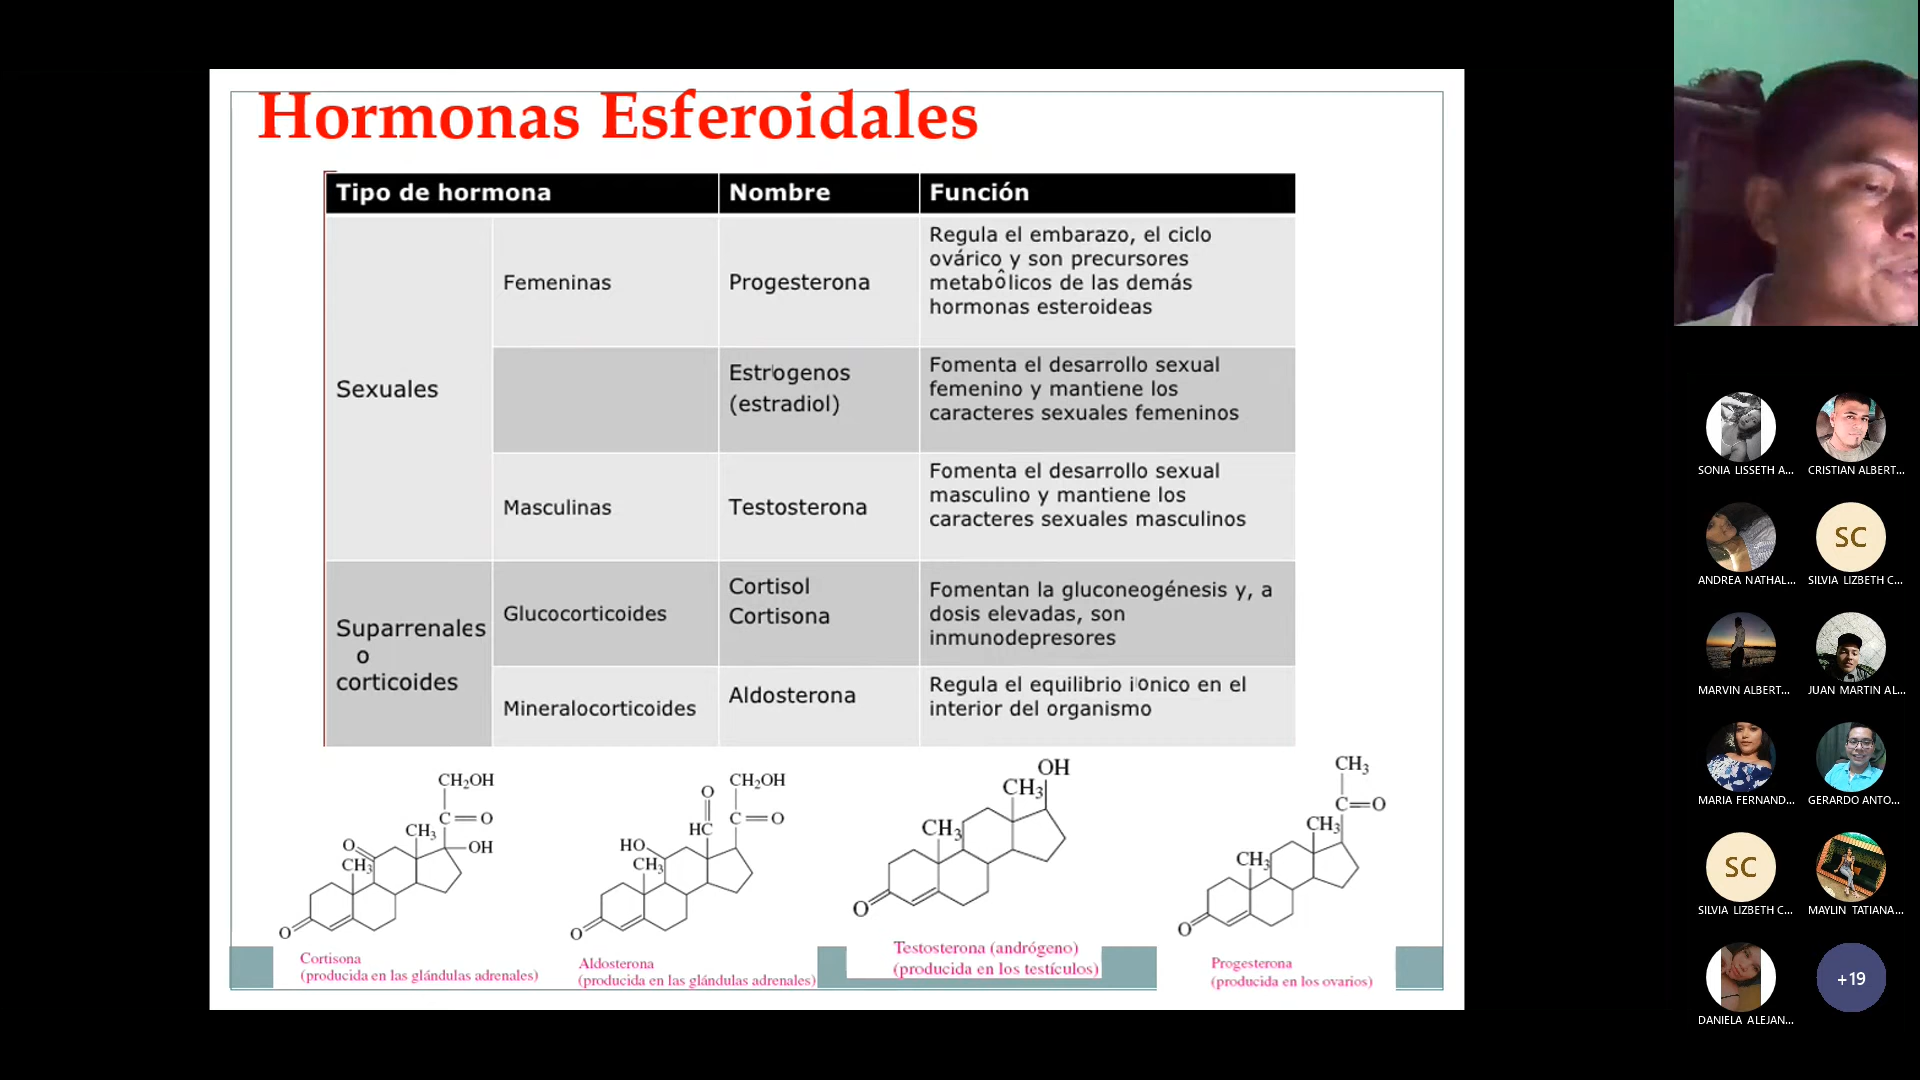 Hormonas Esferoidales
Tipo de hormona
Nombre
Función
Sexuales
Femeninas
Progesterona
Regula el embarazo, el ciclo
ovárico y son precursores
metabôlicos de las demás
hormonas esteroideas
Estrogenos
(estradiol)
Fomenta el desarrollo sexual
femenino y mantiene los
caracteres sexuales femeninos
Masculinas
Testosterona
Fomenta el desarrollo sexual
masculino y mantiene los
caracteres sexuales masculinos
Suparrenales
o
corticoides
Glucocorticoides
Cortisol
Cortisona
Fomentan la gluconeogénesis y, a
dosis elevadas, son
inmunodepresores
Mineralocorticoides
Aldosterona
Regula el equilibrio ionico en el
interior del organismo
CH₂OH
C=O
CH₃
OH
O
CH₃
O
Cortisona
(producida en las glándulas adrenales)
CH₂OH
O
C=O
HC
HO
CH₃
O
Aldosterona
(producida en las glándulas adrenales)
OH
CH₃
CH₃
O
Testosterona (andrógeno)
(producida en los testículos)
CH₃
C=O
CH₃
CH₃
O
Progesterona
(producida en los ovarios)
SONIA LISSETH A...
CRISTIAN ALBERT...
SC
ANDREA NATHAL...
SILVIA LIZBETH C...
MARVIN ALBERT...
JUAN MARTIN AL...
MARIA FERNAND...
GERARDO ANTO...
SC
SILVIA LIZBETH C...
MAYLIN TATIANA...
+19
DANIELA ALEJAN...